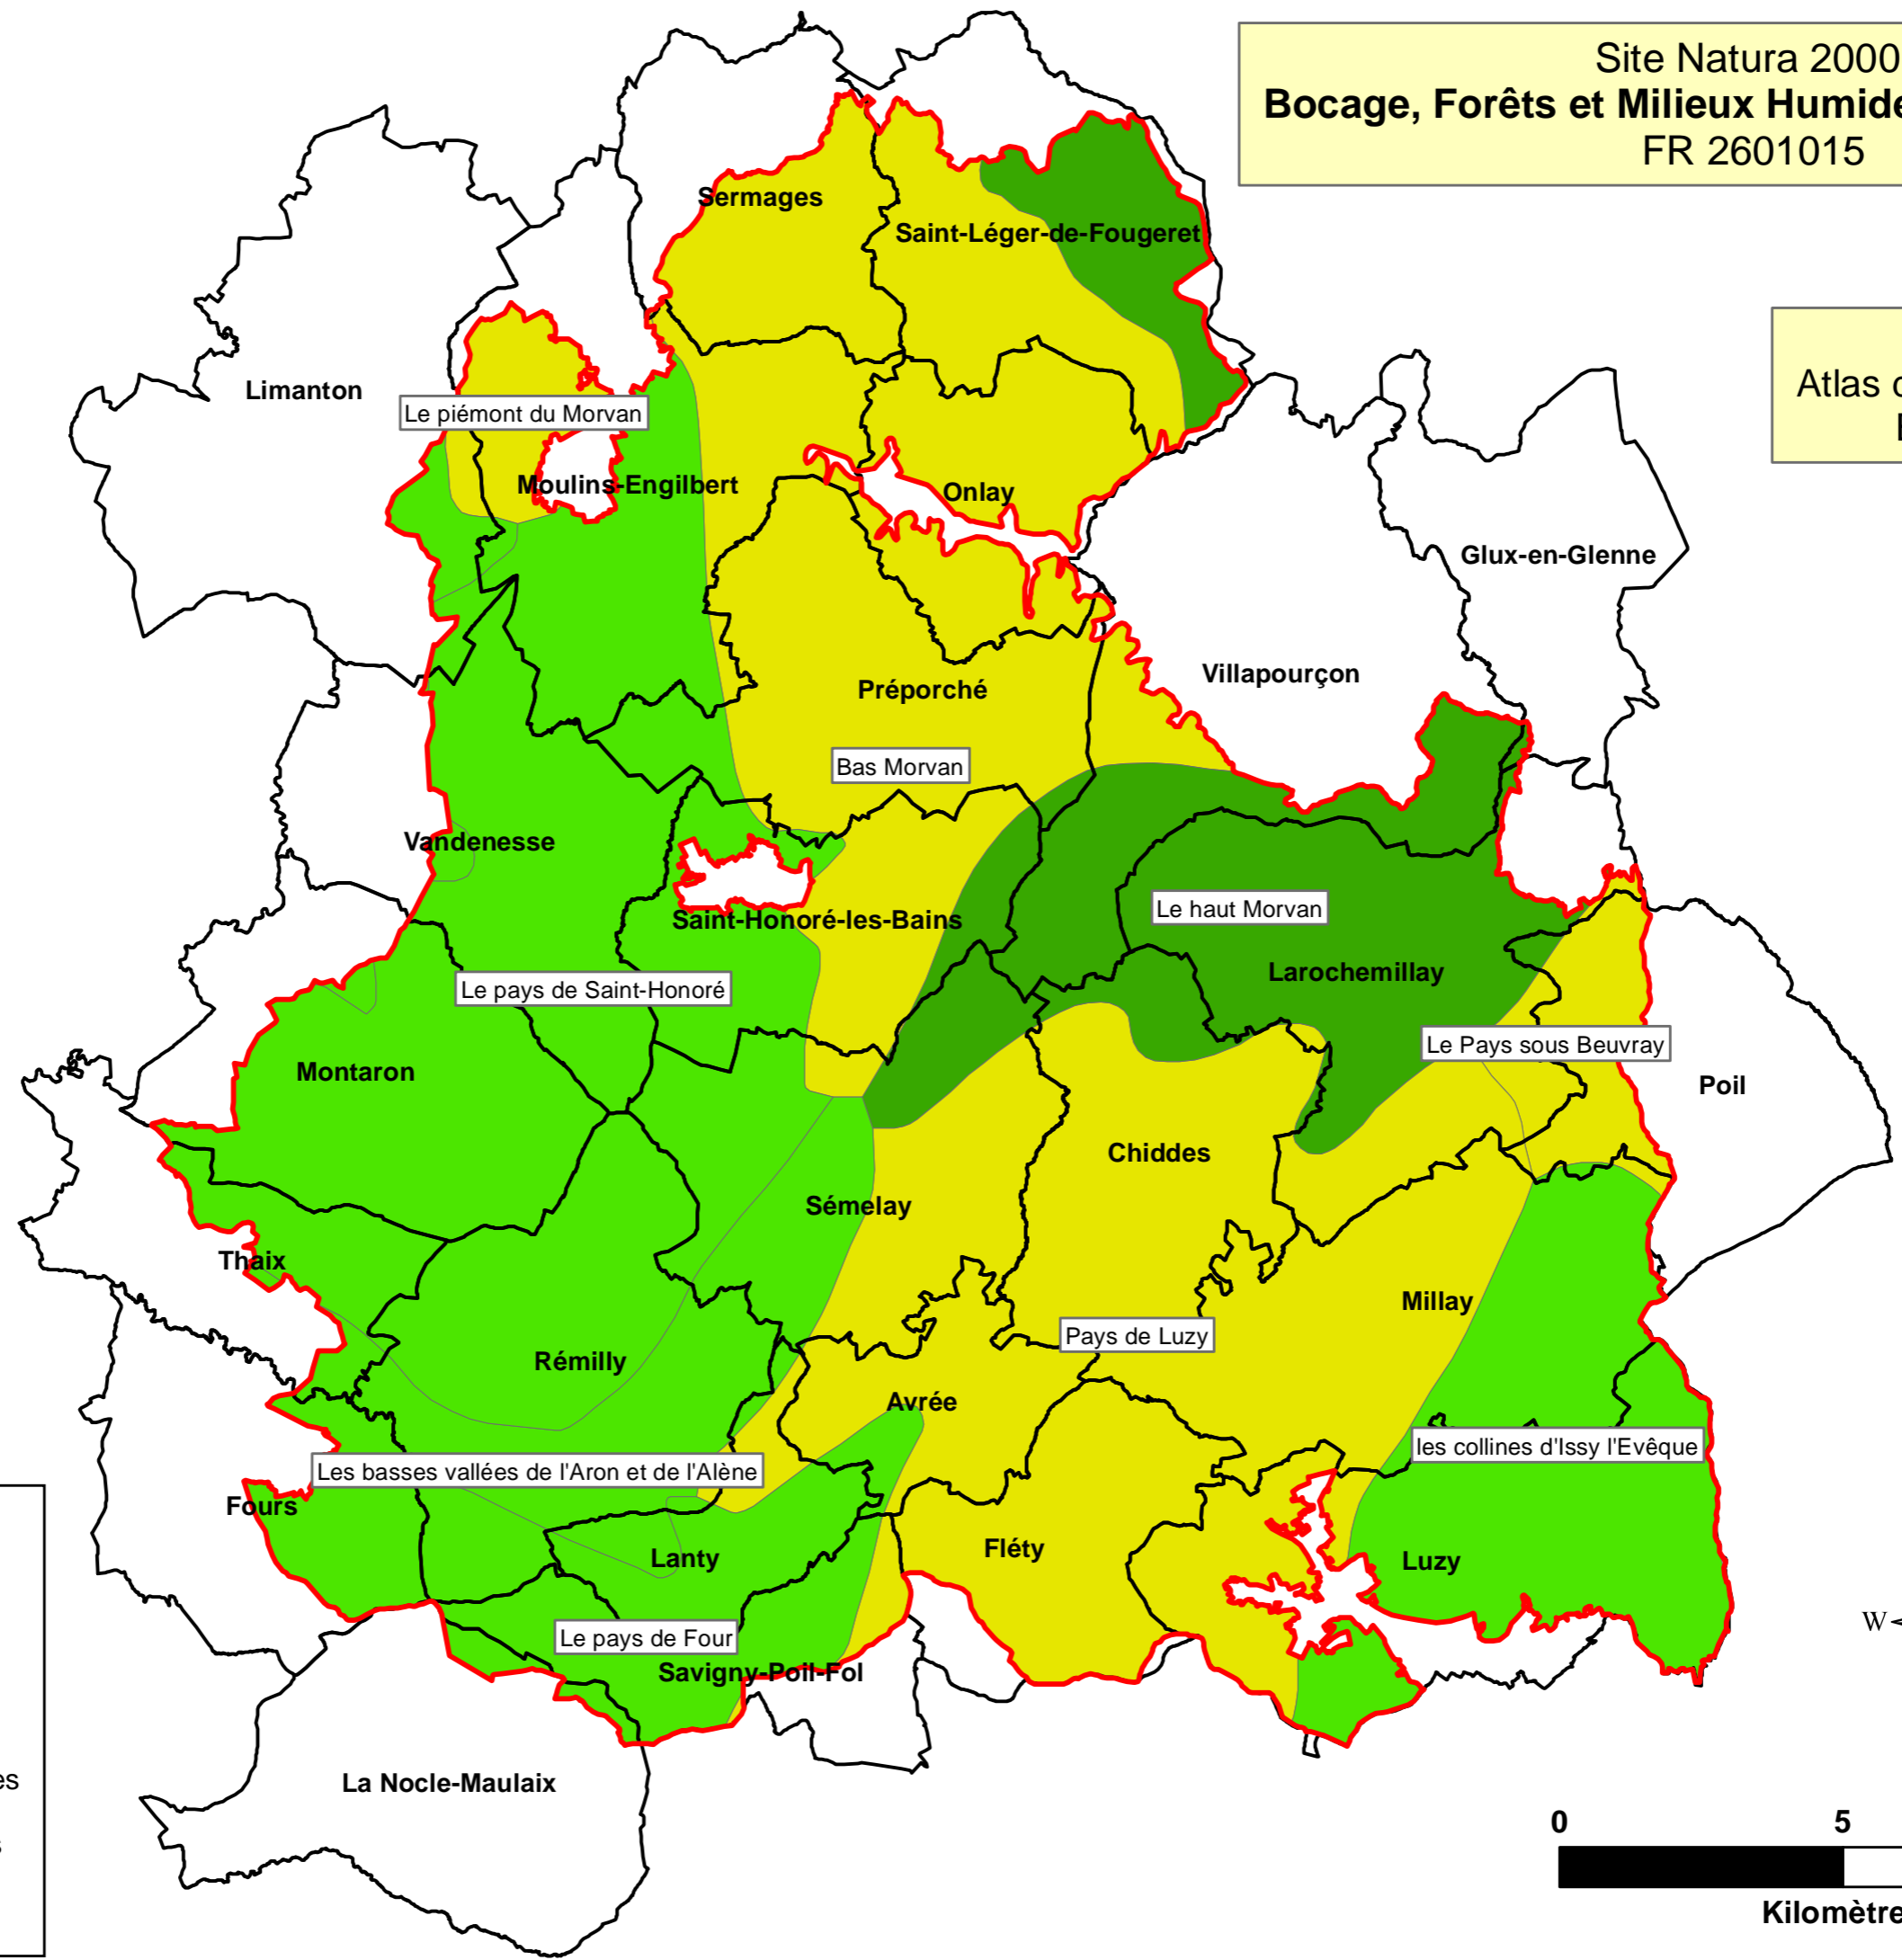 Site Natura 2000
Bocage, Forêts et Milieux Humide
FR 2601015
Sermages
Saint-Léger-de-Fougeret
Limanton
Atlas
Le piémont du Morvan
Moulins-Engilbert
Onlay
Glux-en-Glenne
Villapourçon
Préporché
Bas Morvan
Vandenesse
Le haut Morvan
Saint-Honoré-les-Bains
Larochemillay
Le pays de Saint-Honoré
Le Pays sous Beuvray
Montaron
Poil
Chiddes
Sémelay
Thaix
Millay
Pays de Luzy
Rémilly
Avrée
les collines d'Issy l'Evêque
Les basses vallées de l'Aron et de l'Alène
Fours
Fléty
Lanty
Luzy
W
Le pays de Four
Savigny-Poil-Fol
La Nocle-Maulaix
es
s
0 5
Kilomètre